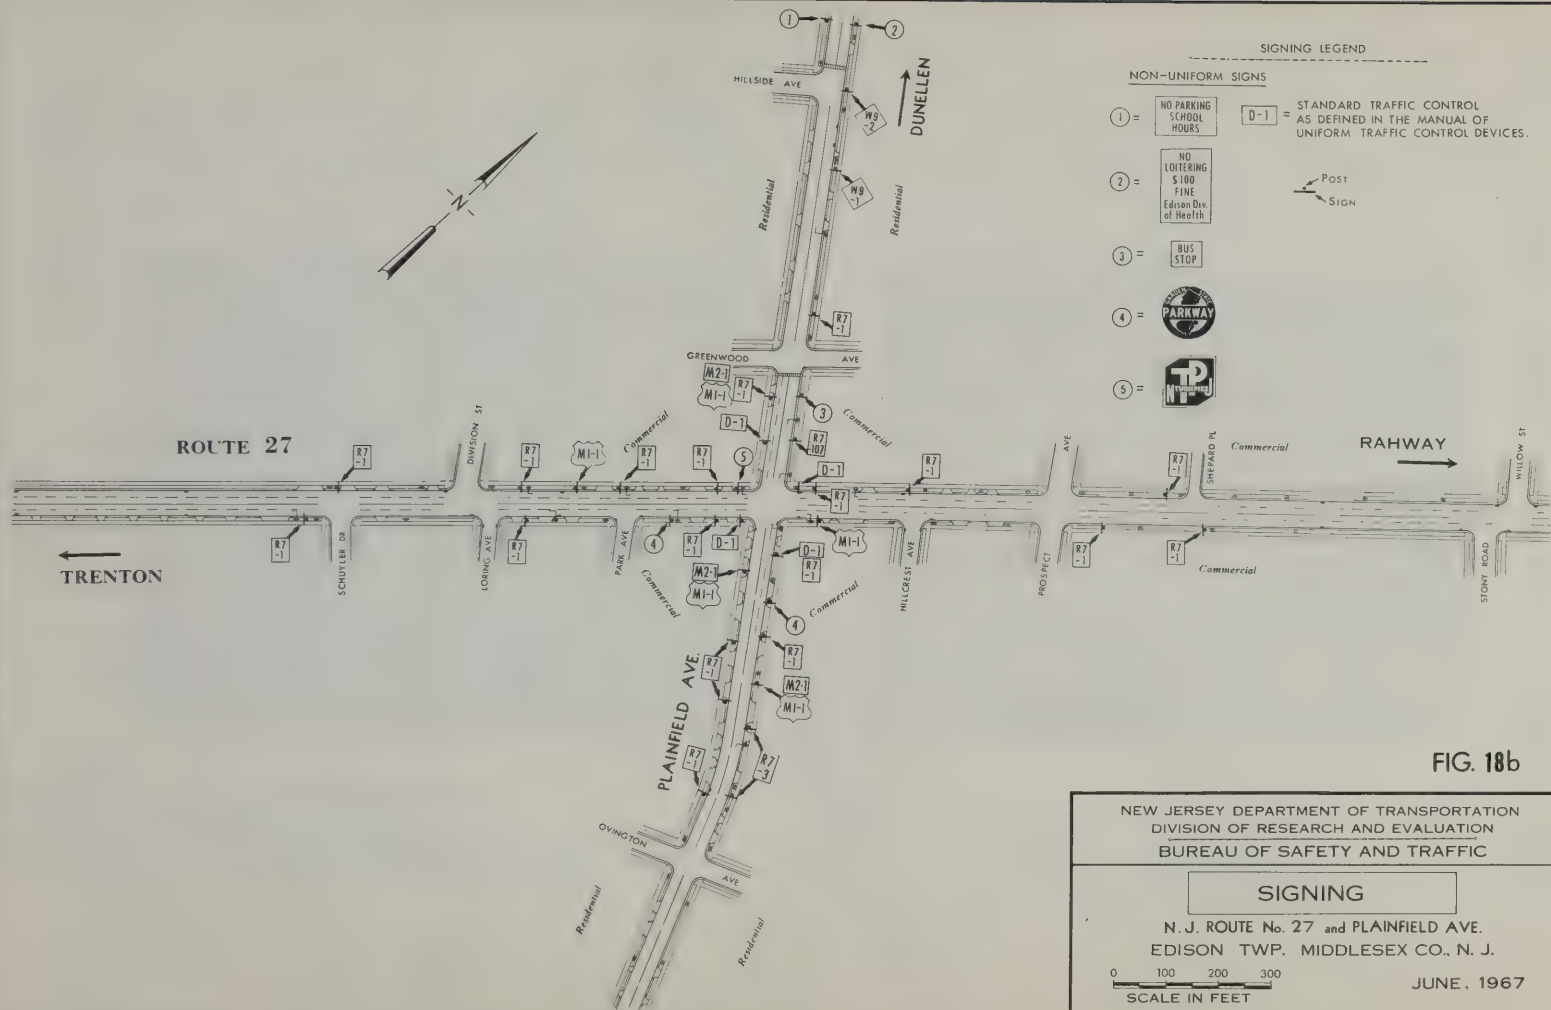 1
2
HILLSIDE AVE
W9
-2
DUNELLEN
W9
-1
Residential
Residential
N
SIGNING LEGEND
NON-UNIFORM SIGNS
1 =
NO PARKING
SCHOOL
HOURS
D-1 = STANDARD TRAFFIC CONTROL
AS DEFINED IN THE MANUAL OF
UNIFORM TRAFFIC CONTROL DEVICES.
2 =
NO
LOITERING
$100
FINE
Edison Div.
of Health
POST
SIGN
3 =
BUS
STOP
4 =
GARDEN STATE
PARKWAY
5 =
TP
N TURNPIKE J
R7
-1
GREENWOOD AVE
M2-1
M1-1
R7
-1
3
D-1
R7
107
Commercial
Commercial
ROUTE 27
DIVISION ST
R7
-1
R7
-1
M1-1
R7
-1
R7
-1
5
D-1
R7
-1
R7
-1
AVE
R7
-1
SHEPARD PL
Commercial
RAHWAY
WILLOW ST
TRENTON
R7
-1
SCHUYLER DR
LORING AVE
R7
-1
PARK AVE
4
R7
-1
D-1
M1-1
HILLCREST AVE
PROSPECT
R7
-1
R7
-1
Commercial
STONY ROAD
M2-1
M1-1
D-1
R7
-1
Commercial
Commercial
4
R7
-1
R7
-1
M2-1
M1-1
PLAINFIELD AVE.
R7
-1
R7
-3
OVINGTON AVE
Residential
Residential
FIG. 18b
NEW JERSEY DEPARTMENT OF TRANSPORTATION
DIVISION OF RESEARCH AND EVALUATION
BUREAU OF SAFETY AND TRAFFIC
SIGNING
N. J. ROUTE No. 27 and PLAINFIELD AVE.
EDISON TWP. MIDDLESEX CO., N. J.
0 100 200 300
SCALE IN FEET
JUNE, 1967